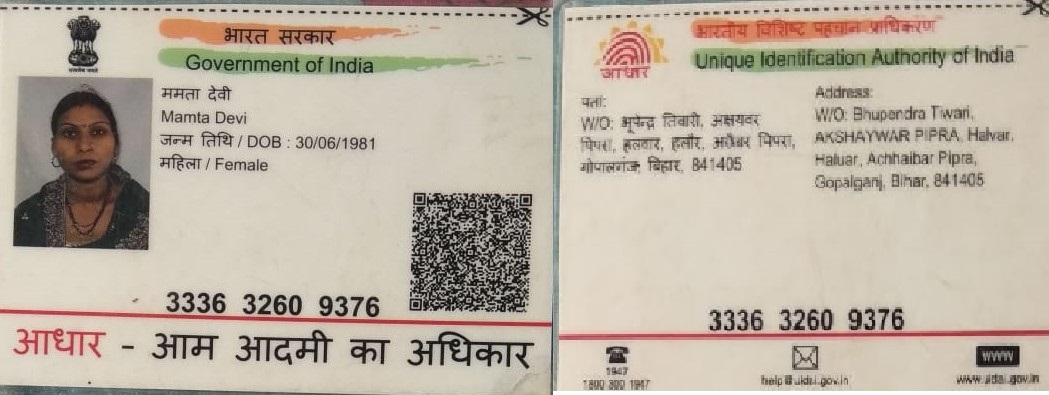 भारत सरकार
Government of India
ममता देवी
Mamta Devi
जन्म तिथि / DOB : 30/06/1981
महिला / Female
3336 3260 9376
आधार - आम आदमी का अधिकार
भारतीय विशिष्ट पहचान प्राधिकरण
Unique Identification Authority of India
आधार
पता:
W/O: भूपेन्द्र तिवारी, अक्षयवर
पिपरा, हलवार, हलौर, अछैबर पिपरा,
गोपालगंज, बिहार, 841405
Address:
W/O: Bhupendra Tiwari,
AKSHAYWAR PIPRA, Halvar,
Haluar, Achhaibar Pipra,
Gopalganj, Bihar, 841405
3336 3260 9376
1947
1800 300 1947
help@uidai.gov.in
WWW
www.uidai.gov.in